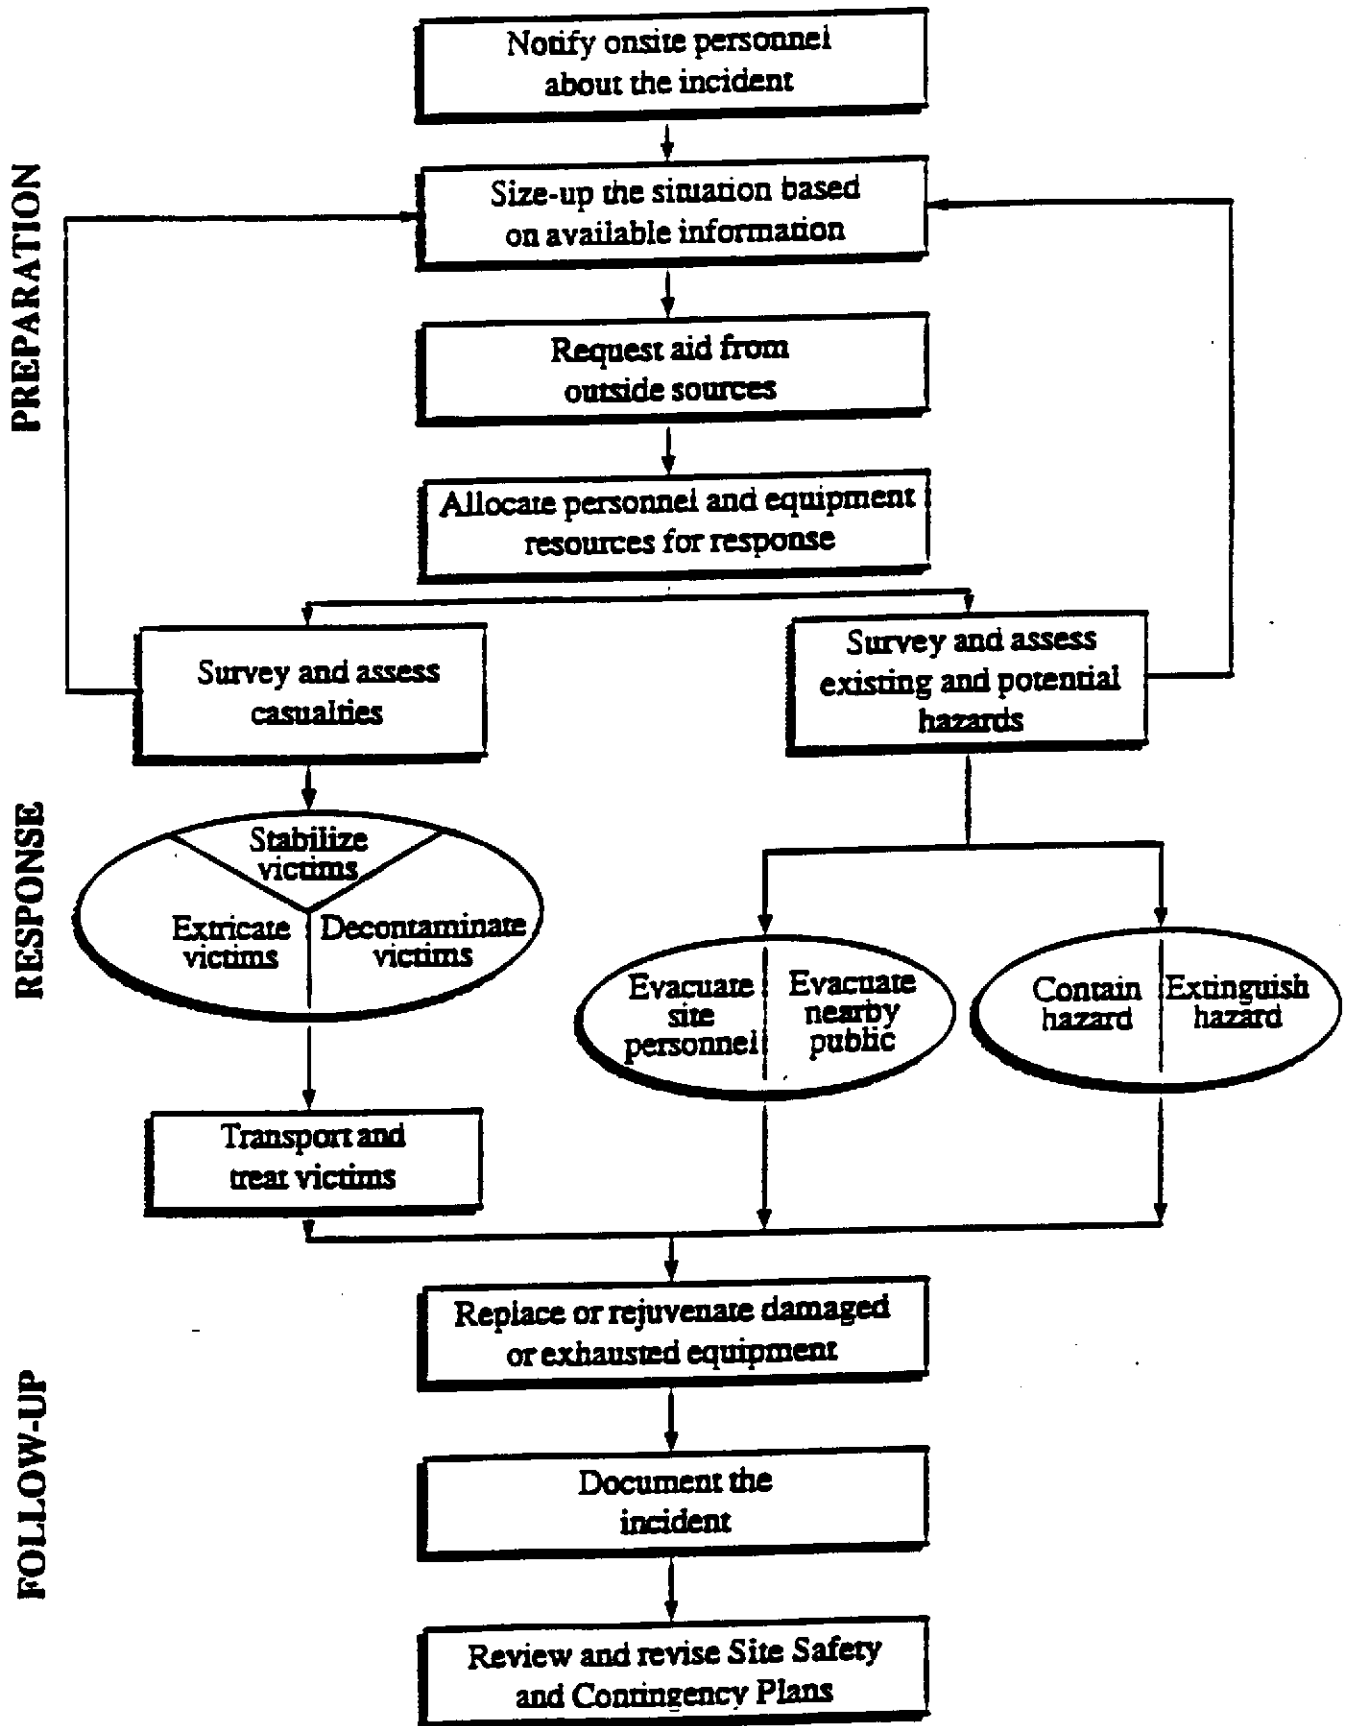 Notify onsite personnel
about the incident
PREPARATION
Size-up the situation based
on available information
Request aid from
outside sources
Allocate personnel and equipment
resources for response
Survey and assess
casualties
Survey and assess
existing and potential
hazards
RESPONSE
Stabilize
victims
Extricate
victims
Decontaminate
victims
Evacuate
site
personnel
Evacuate
nearby
public
Contain
hazard
Extinguish
hazard
Transport and
treat victims
FOLLOW-UP
Replace or rejuvenate damaged
or exhausted equipment
Document the
incident
Review and revise Site Safety
and Contingency Plans